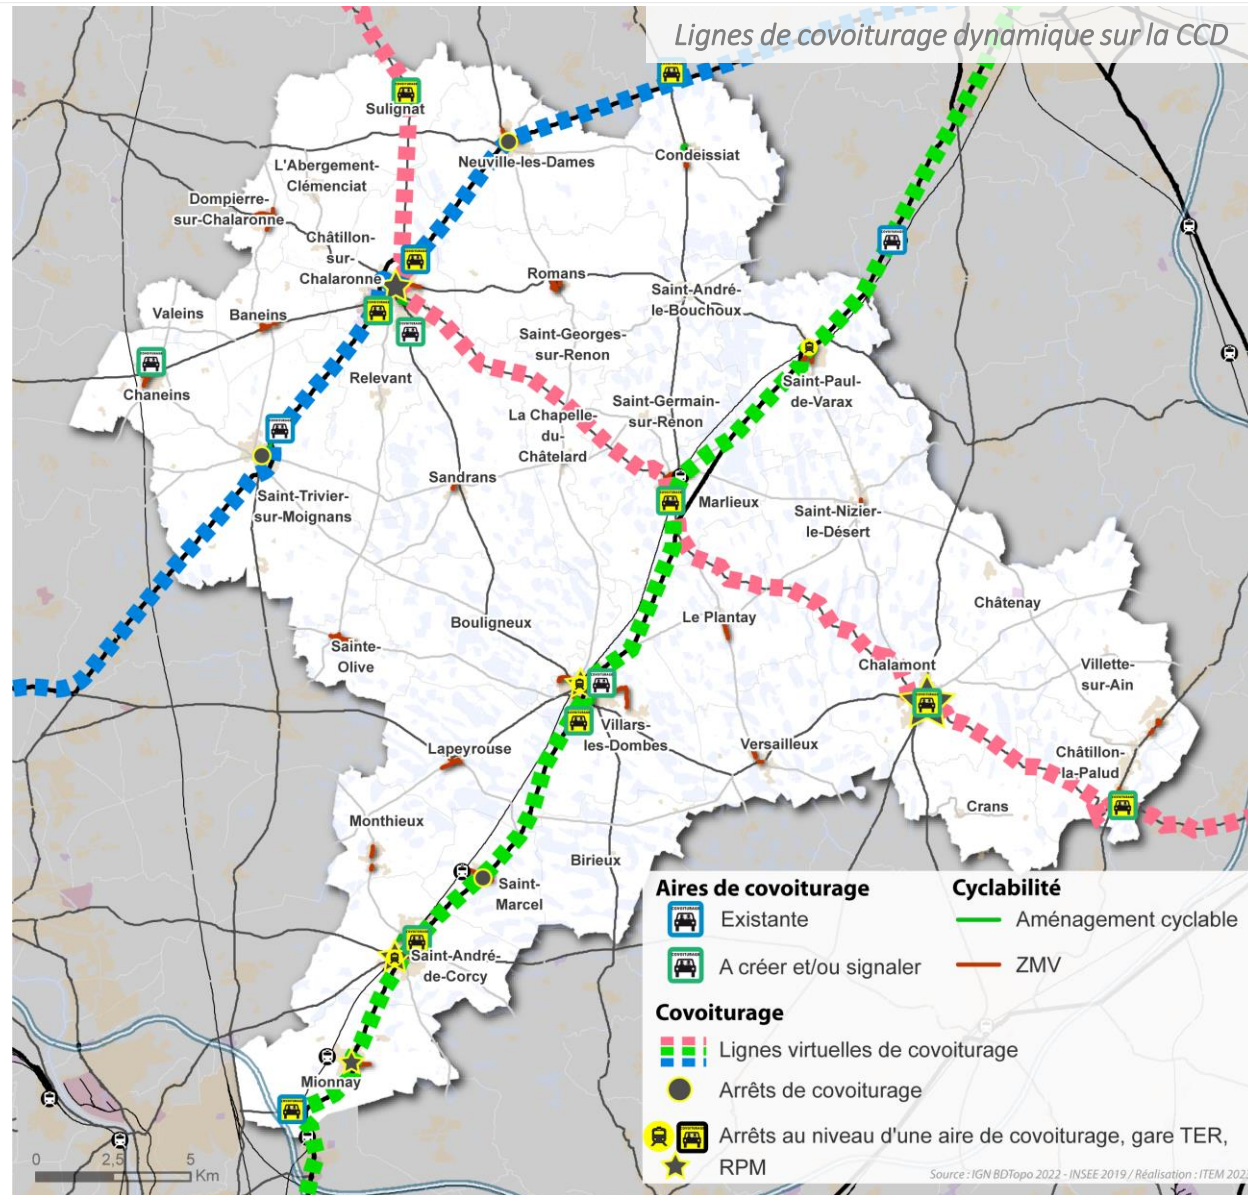 Lignes de covoiturage dynamique sur la CCD
Sulignat
Neuville-les-Dames
Condeissiat
L'Abergement-
Clémenciat
Dompierre-
sur-Chalaronne
Châtillon-
sur-
Chalaronne
Romans
Saint-André-
le-Bouchoux
Valeins
Baneins
Saint-Georges-
sur-Renon
Chaneins
Relevant
Saint-Paul-
de-Varax
Saint-Germain-
sur-Renon
La Chapelle-
du-
Châtelard
Sandrans
Saint-Trivier-
sur-Moignans
Marlieux
Saint-Nizier-
le-Désert
Châtenay
Bouligneux
Le Plantay
Sainte-
Olive
Chalamont
Villette-
sur-Ain
Villars-
les-Dombes
Lapeyrouse
Versailleux
Châtillon-
la-Palud
Crans
Monthieux
Birieux
Saint-
Marcel
Saint-André-
de-Corcy
Mionnay
0 2,5 5
Km
Aires de covoiturage
Existante
A créer et/ou signaler
Cyclabilité
Aménagement cyclable
ZMV
Covoiturage
Lignes virtuelles de covoiturage
Arrêts de covoiturage
Arrêts au niveau d'une aire de covoiturage, gare TER,
RPM
Source : IGN BDTopo 2022 - INSEE 2019 / Réalisation : ITEM 202